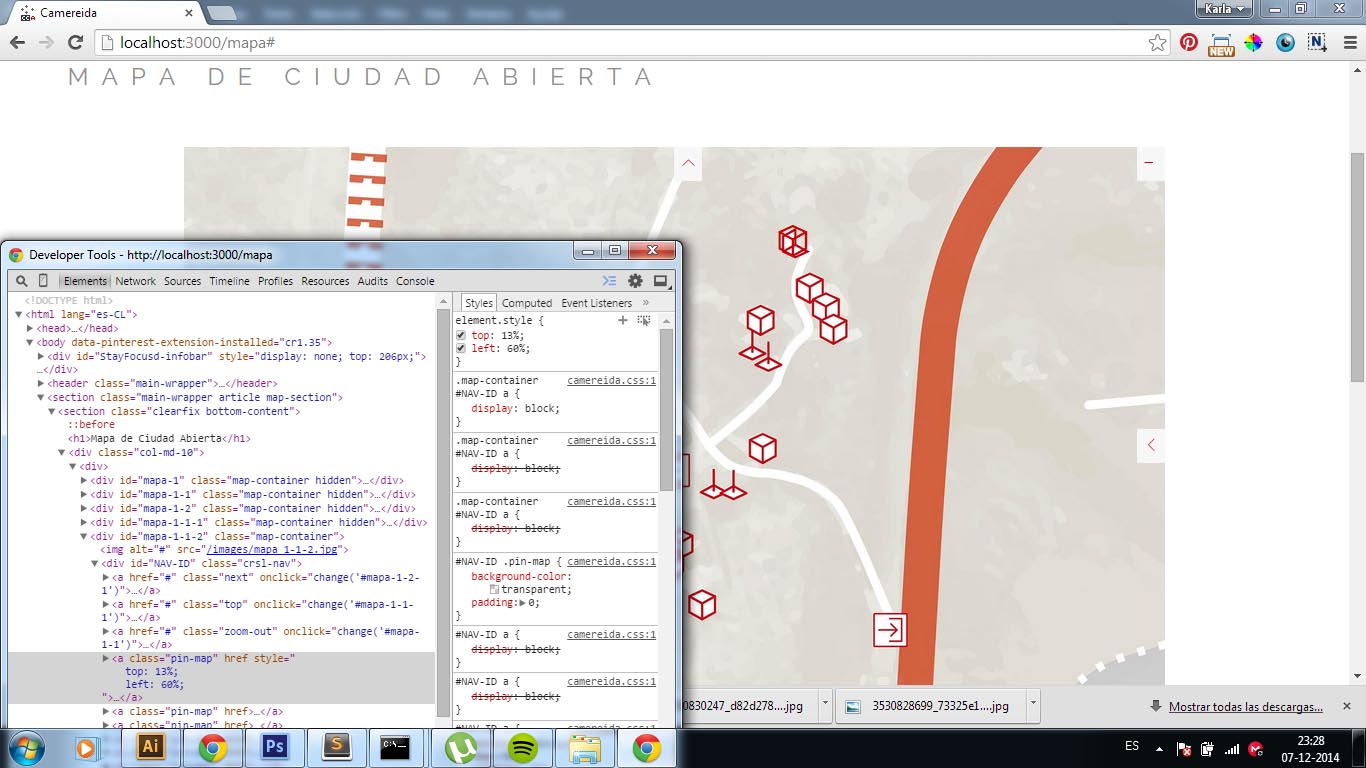 Camereida
Karla
localhost:3000/mapa#
NEW
N
MAPA DE CIUDAD ABIERTA
Developer Tools - http://localhost:3000/mapa
Elements Network Sources Timeline Profiles Resources Audits Console
<!DOCTYPE html>
<html lang="es-CL">
<head>…</head>
<body data-pinterest-extension-installed="cr1.35">
<div id="StayFocusd-infobar" style="display: none; top: 206px;">
…</div>
<header class="main-wrapper">…</header>
<section class="main-wrapper article map-section">
<section class="clearfix bottom-content">
::before
<h1>Mapa de Ciudad Abierta</h1>
<div class="col-md-10">
<div>
<div id="mapa-1" class="map-container hidden">…</div>
<div id="mapa-1-1" class="map-container hidden">…</div>
<div id="mapa-1-2" class="map-container hidden">…</div>
<div id="mapa-1-1-1" class="map-container hidden">…</div>
<div id="mapa-1-1-2" class="map-container">
<img alt="#" src="/images/mapa_1-1-2.jpg">
<div id="NAV-ID" class="crsl-nav">
<a href="#" class="next" onclick="change('#mapa-1-2-
1')">…</a>
<a href="#" class="top" onclick="change('#mapa-1-1-
1')">…</a>
<a href="#" class="zoom-out" onclick="change('#mapa-
1-1')">…</a>
<a class="pin-map" href style="
top: 13%;
left: 60%;
">…</a>
<a class="pin-map" href>…</a>
<a class="pin-map" href>…</a>
Styles Computed Event Listeners »
element.style {
top: 13%;
left: 60%;
}
.map-container camereida.css:1
#NAV-ID a {
display: block;
}
.map-container camereida.css:1
#NAV-ID a {
display: block;
}
.map-container camereida.css:1
#NAV-ID a {
display: block;
}
#NAV-ID .pin-map { camereida.css:1
background-color:
transparent;
padding: 0;
}
#NAV-ID a { camereida.css:1
display: block;
}
#NAV-ID a { camereida.css:1
display: block;
}
0830247_d82d278....jpg
3530828699_73325e1....jpg
Mostrar todas las descargas...
Ai
Ps
S
C:\
ES
23:28
07-12-2014